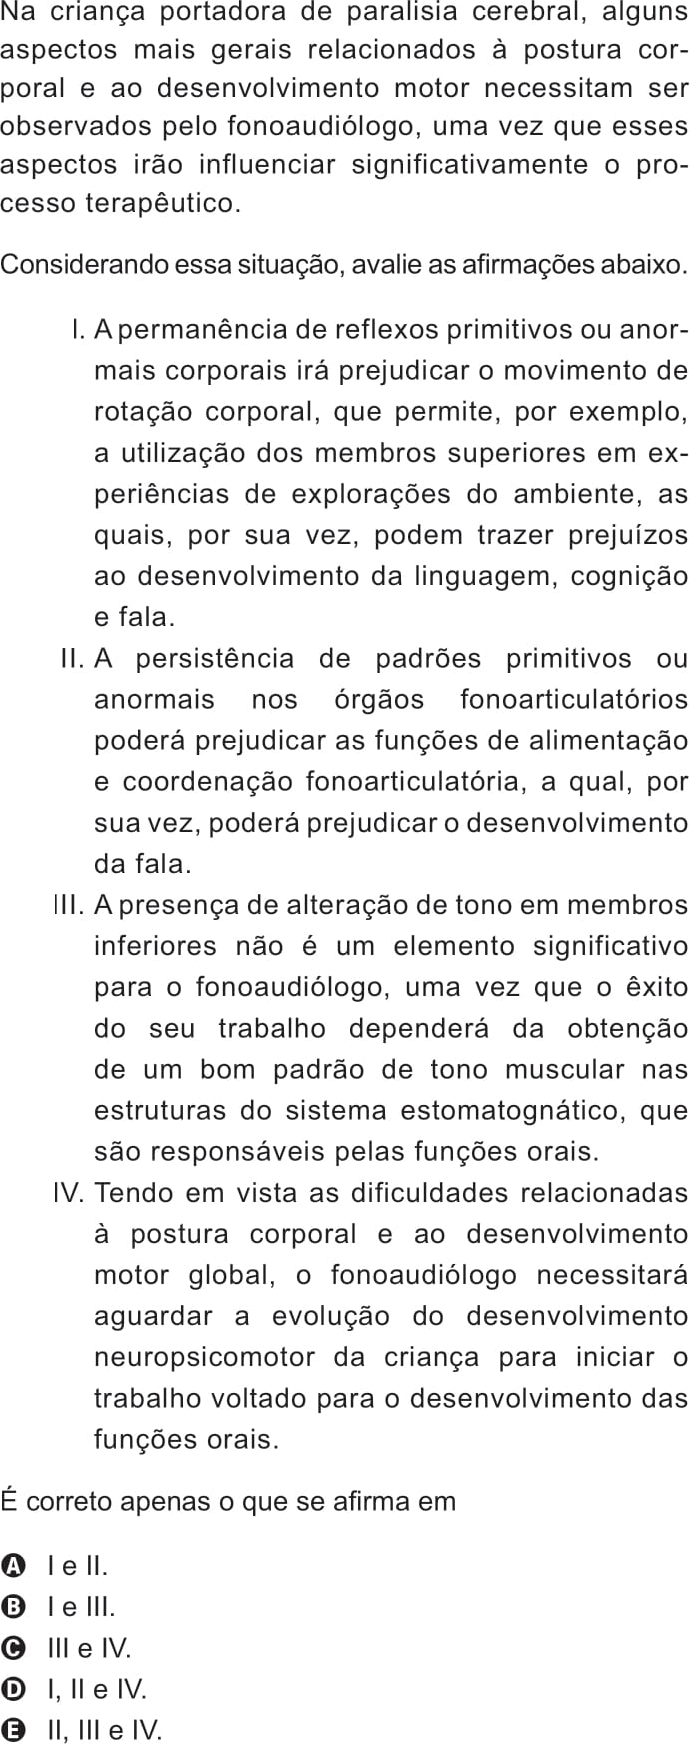 Na criança portadora de paralisia cerebral, alguns
aspectos mais gerais relacionados à postura cor-
poral e ao desenvolvimento motor necessitam ser
observados pelo fonoaudiólogo, uma vez que esses
aspectos irão influenciar significativamente o pro-
cesso terapêutico.
Considerando essa situação, avalie as afirmações abaixo.
I. A permanência de reflexos primitivos ou anor-
mais corporais irá prejudicar o movimento de
rotação corporal, que permite, por exemplo,
a utilização dos membros superiores em ex-
periências de explorações do ambiente, as
quais, por sua vez, podem trazer prejuízos
ao desenvolvimento da linguagem, cognição
e fala.
II. A persistência de padrões primitivos ou
anormais nos órgãos fonoarticulatórios
poderá prejudicar as funções de alimentação
e coordenação fonoarticulatória, a qual, por
sua vez, poderá prejudicar o desenvolvimento
da fala.
III. A presença de alteração de tono em membros
inferiores não é um elemento significativo
para o fonoaudiólogo, uma vez que o êxito
do seu trabalho dependerá da obtenção
de um bom padrão de tono muscular nas
estruturas do sistema estomatognático, que
são responsáveis pelas funções orais.
IV. Tendo em vista as dificuldades relacionadas
à postura corporal e ao desenvolvimento
motor global, o fonoaudiólogo necessitará
aguardar a evolução do desenvolvimento
neuropsicomotor da criança para iniciar o
trabalho voltado para o desenvolvimento das
funções orais.
É correto apenas o que se afirma em
A I e II.
B I e III.
C III e IV.
D I, II e IV.
E II, III e IV.